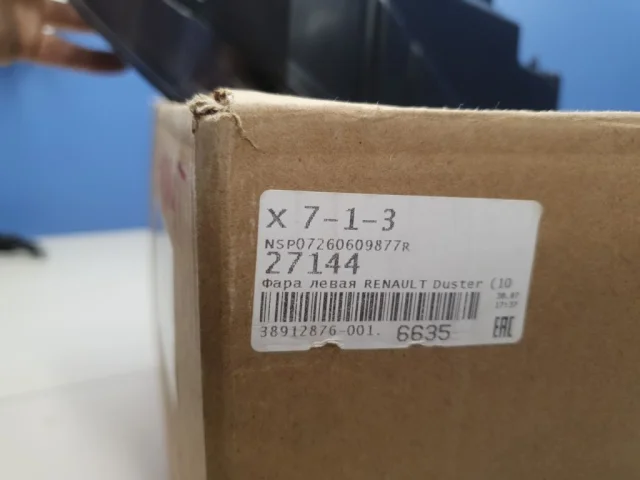 X 7-1-3
NSP07260609877R
27144
Фара левая RENAULT Duster (10
38912876-001.
6635
EAC